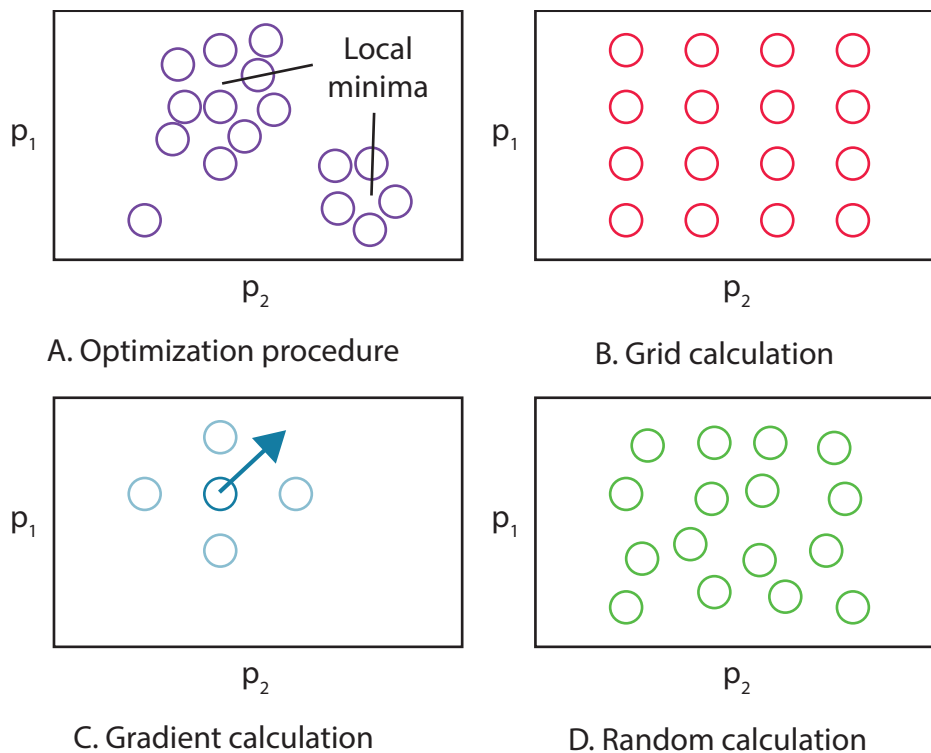 Local
minima
p1
p2
A. Optimization procedure
p1
p2
B. Grid calculation
p1
p2
C. Gradient calculation
p1
p2
D. Random calculation